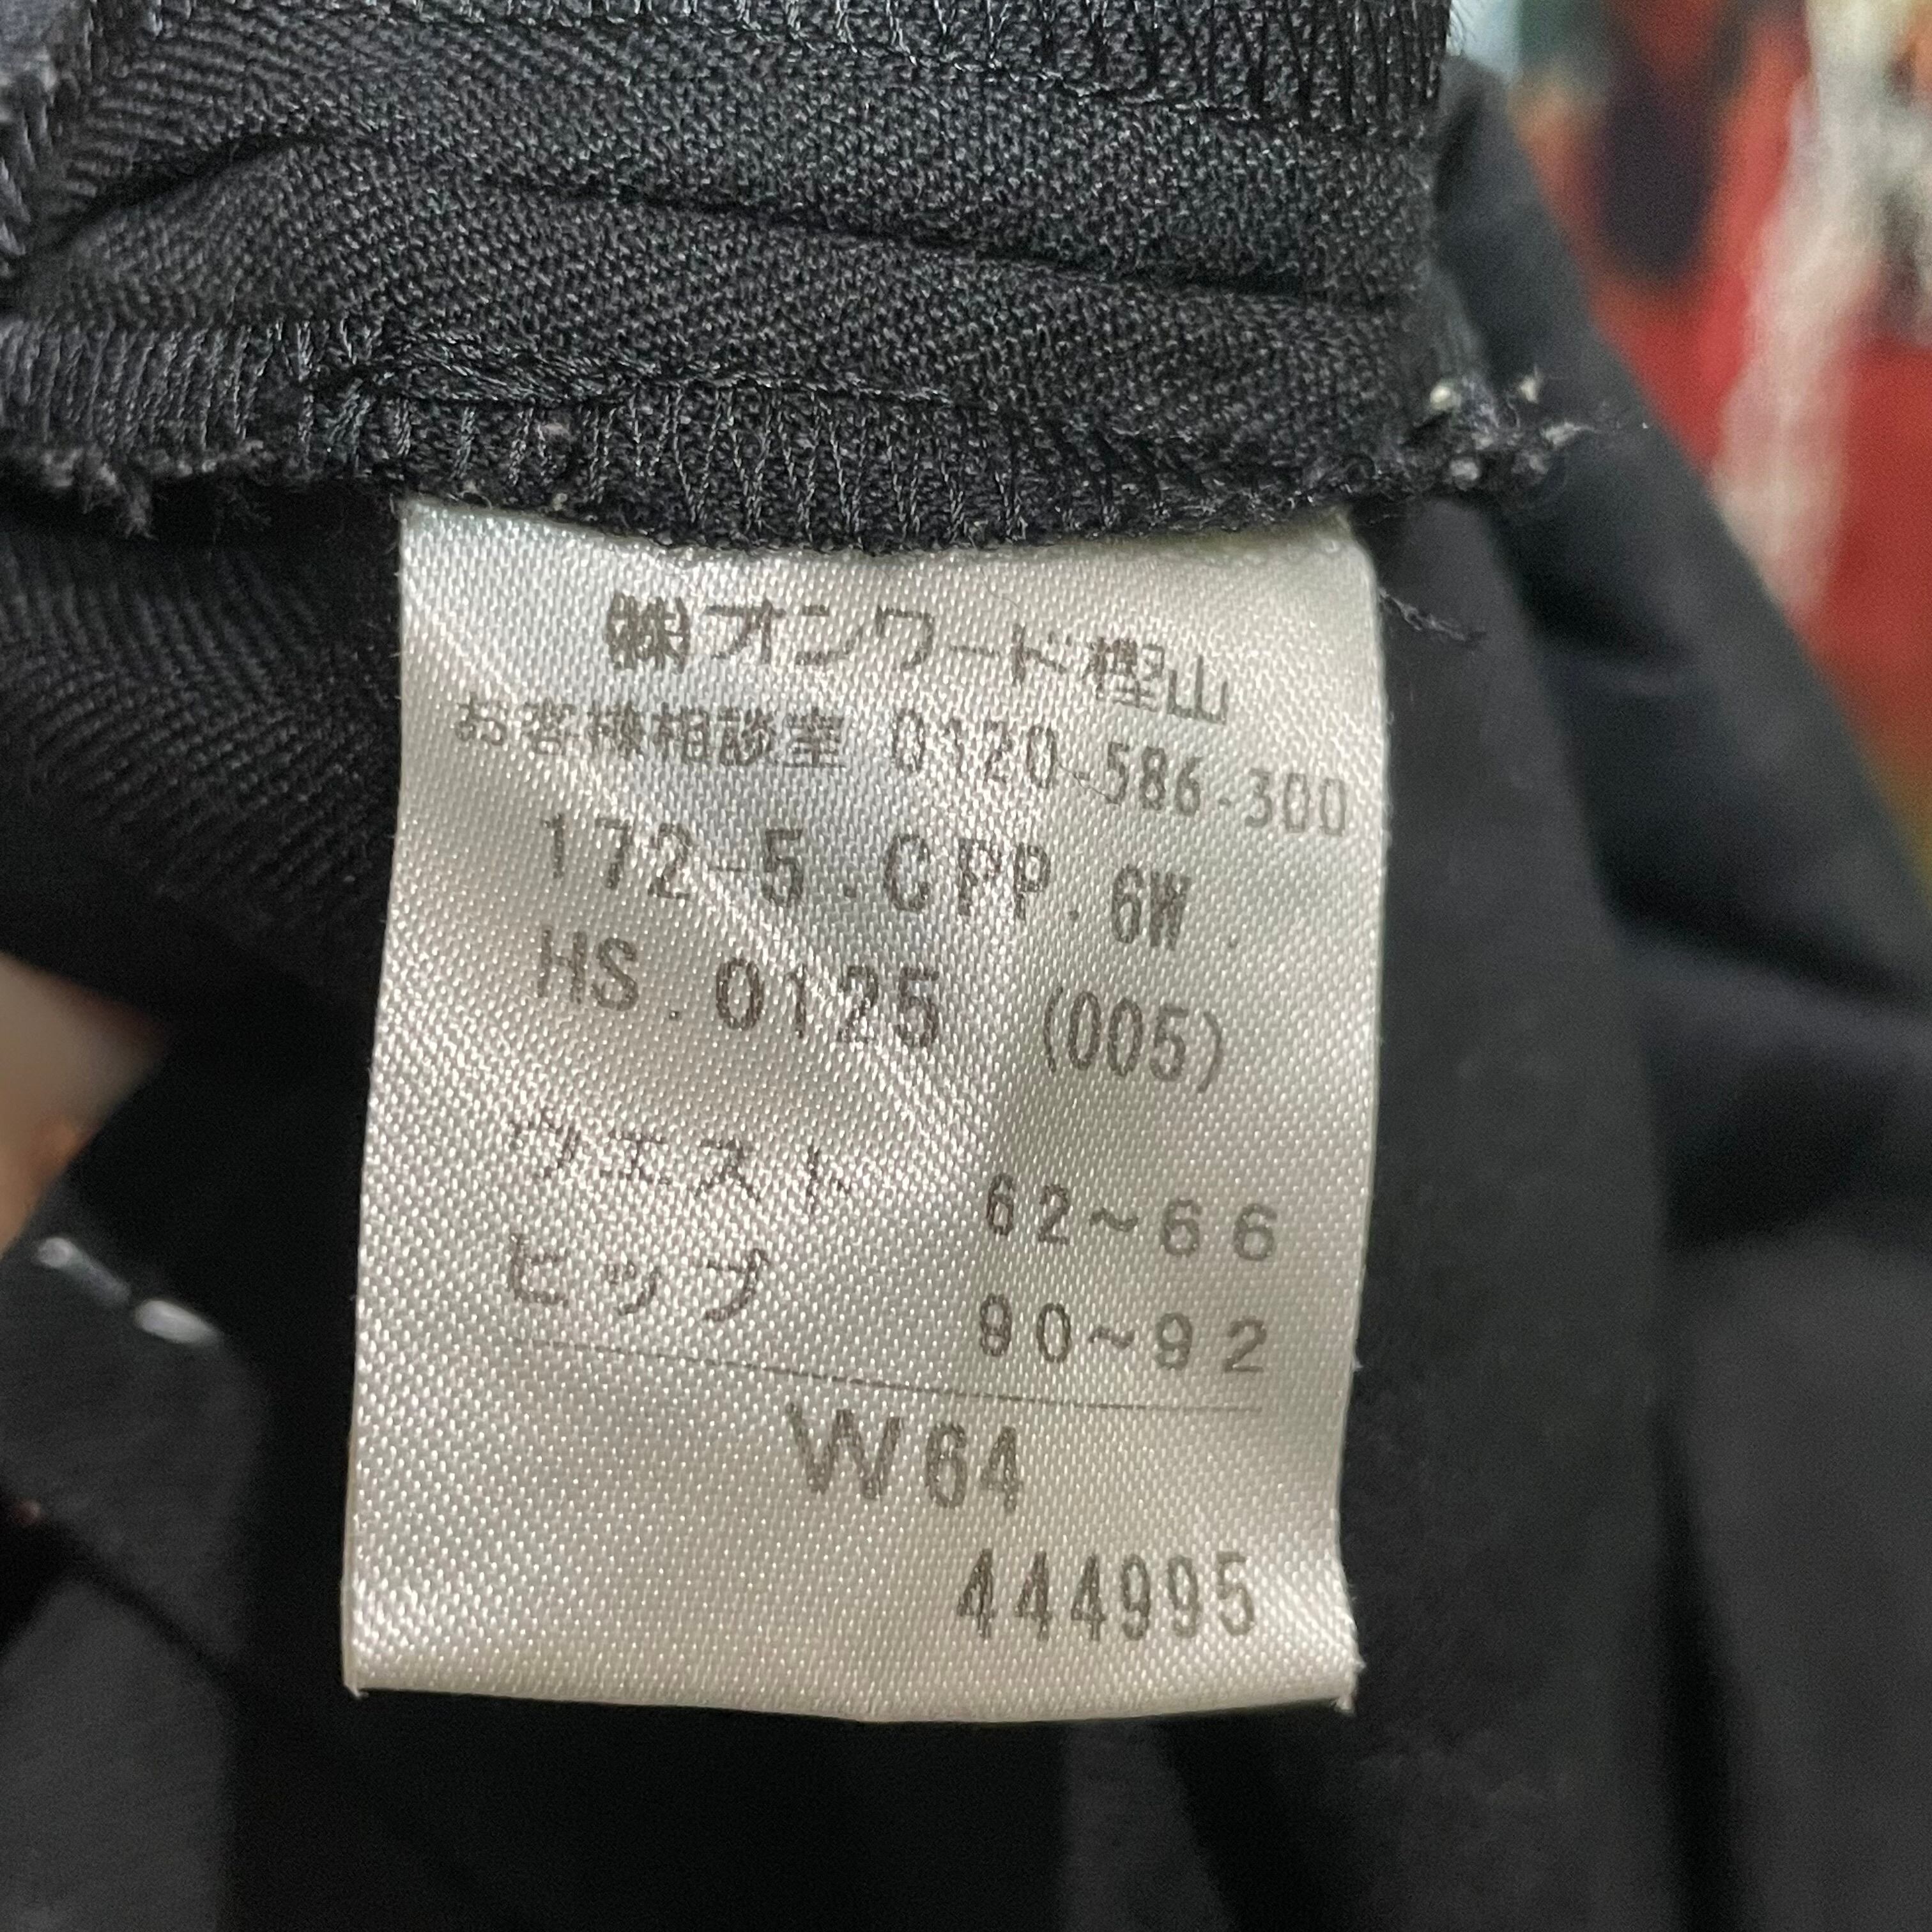 ㈱オンワード樫山
お客様相談室 0120-586-300
172-5.CPP.6W
HS.0125 (005)
ウエスト 62~66
ヒップ 90~92
W64
444995